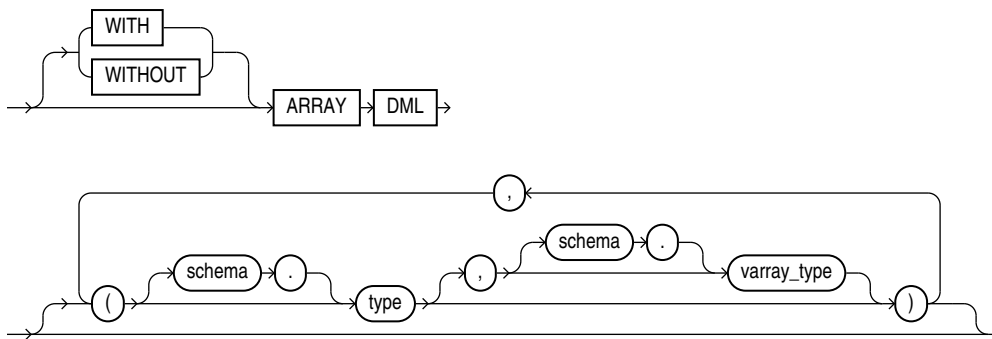 WITH
WITHOUT
ARRAY DML
,
schema .
schema . , varray_type
( type )